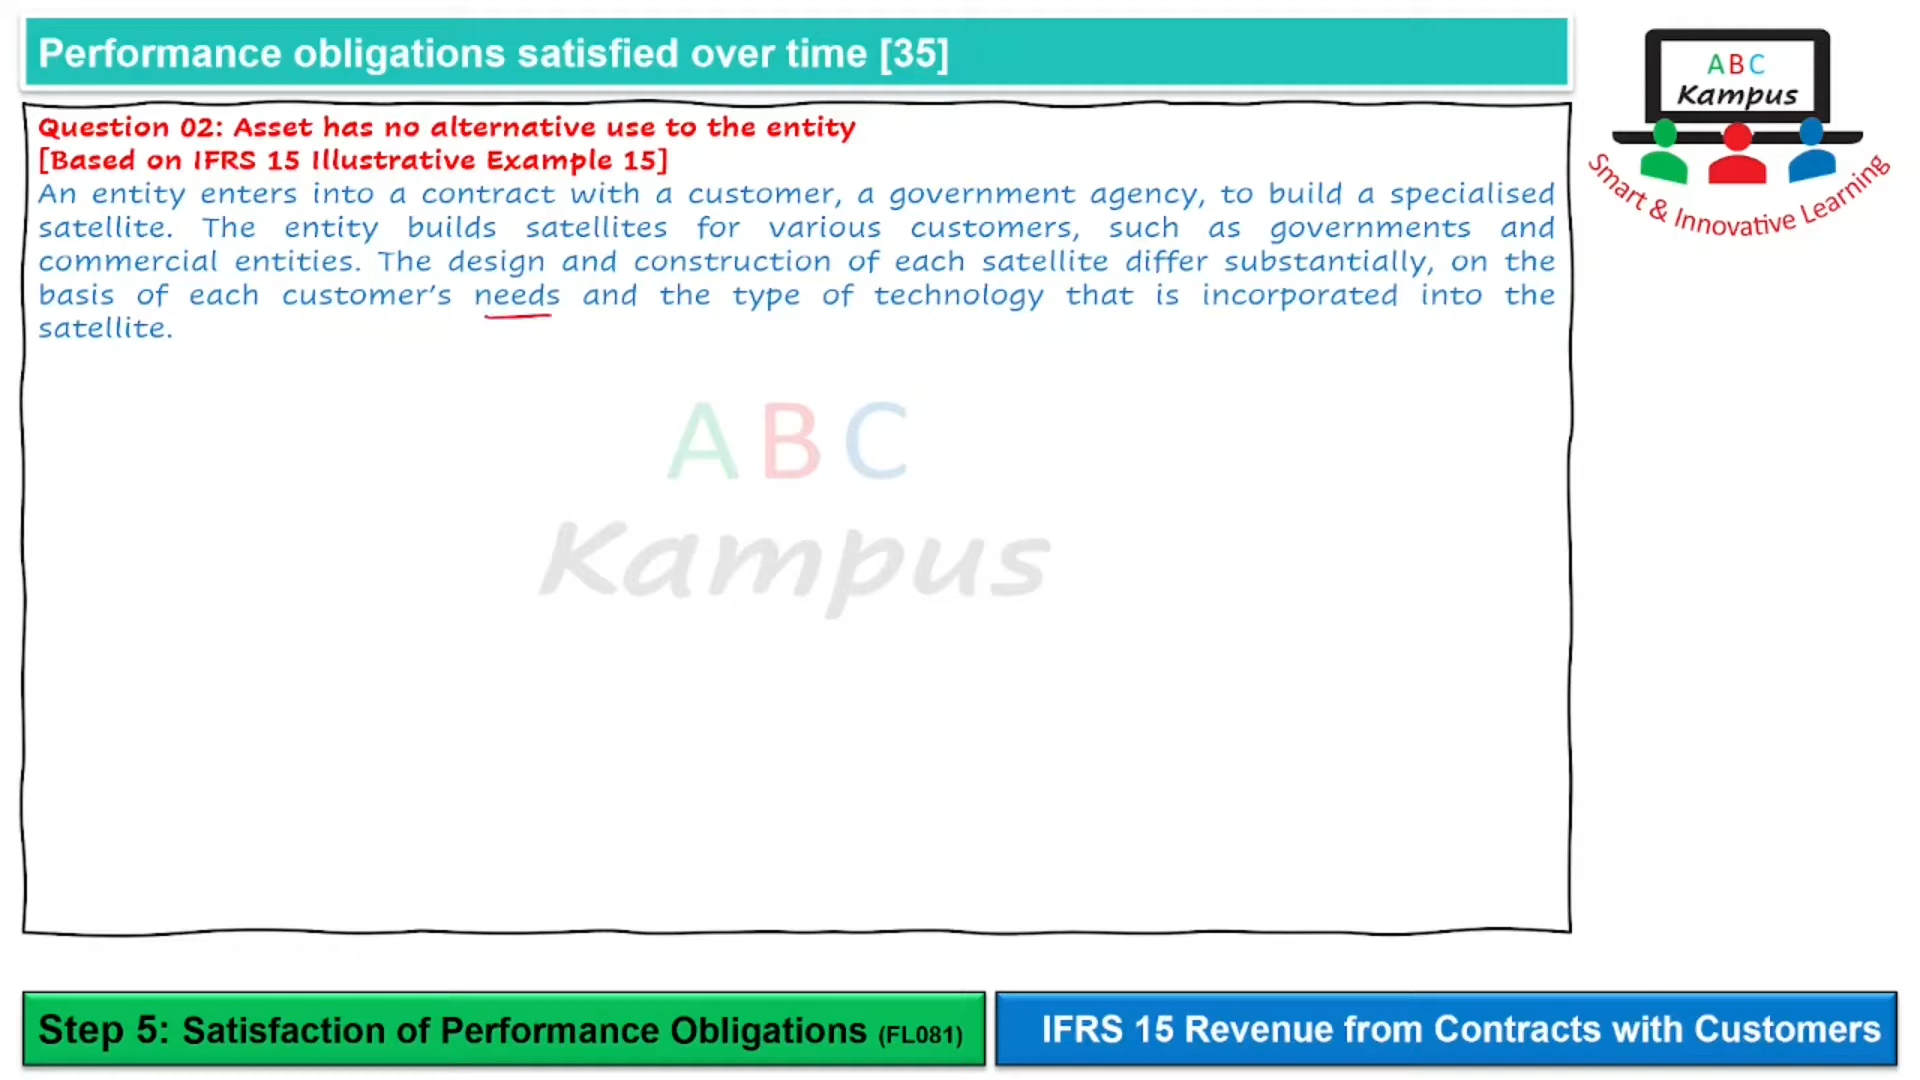 Performance obligations satisfied over time [35]
ABC
Kampus
Smart & Innovative Learning
Question 02: Asset has no alternative use to the entity
[Based on IFRS 15 Illustrative Example 15]
An entity enters into a contract with a customer, a government agency, to build a specialised
satellite. The entity builds satellites for various customers, such as governments and
commercial entities. The design and construction of each satellite differ substantially, on the
basis of each customer's needs and the type of technology that is incorporated into the
satellite.
ABC
Kampus
Step 5: Satisfaction of Performance Obligations (FL081)
IFRS 15 Revenue from Contracts with Customers